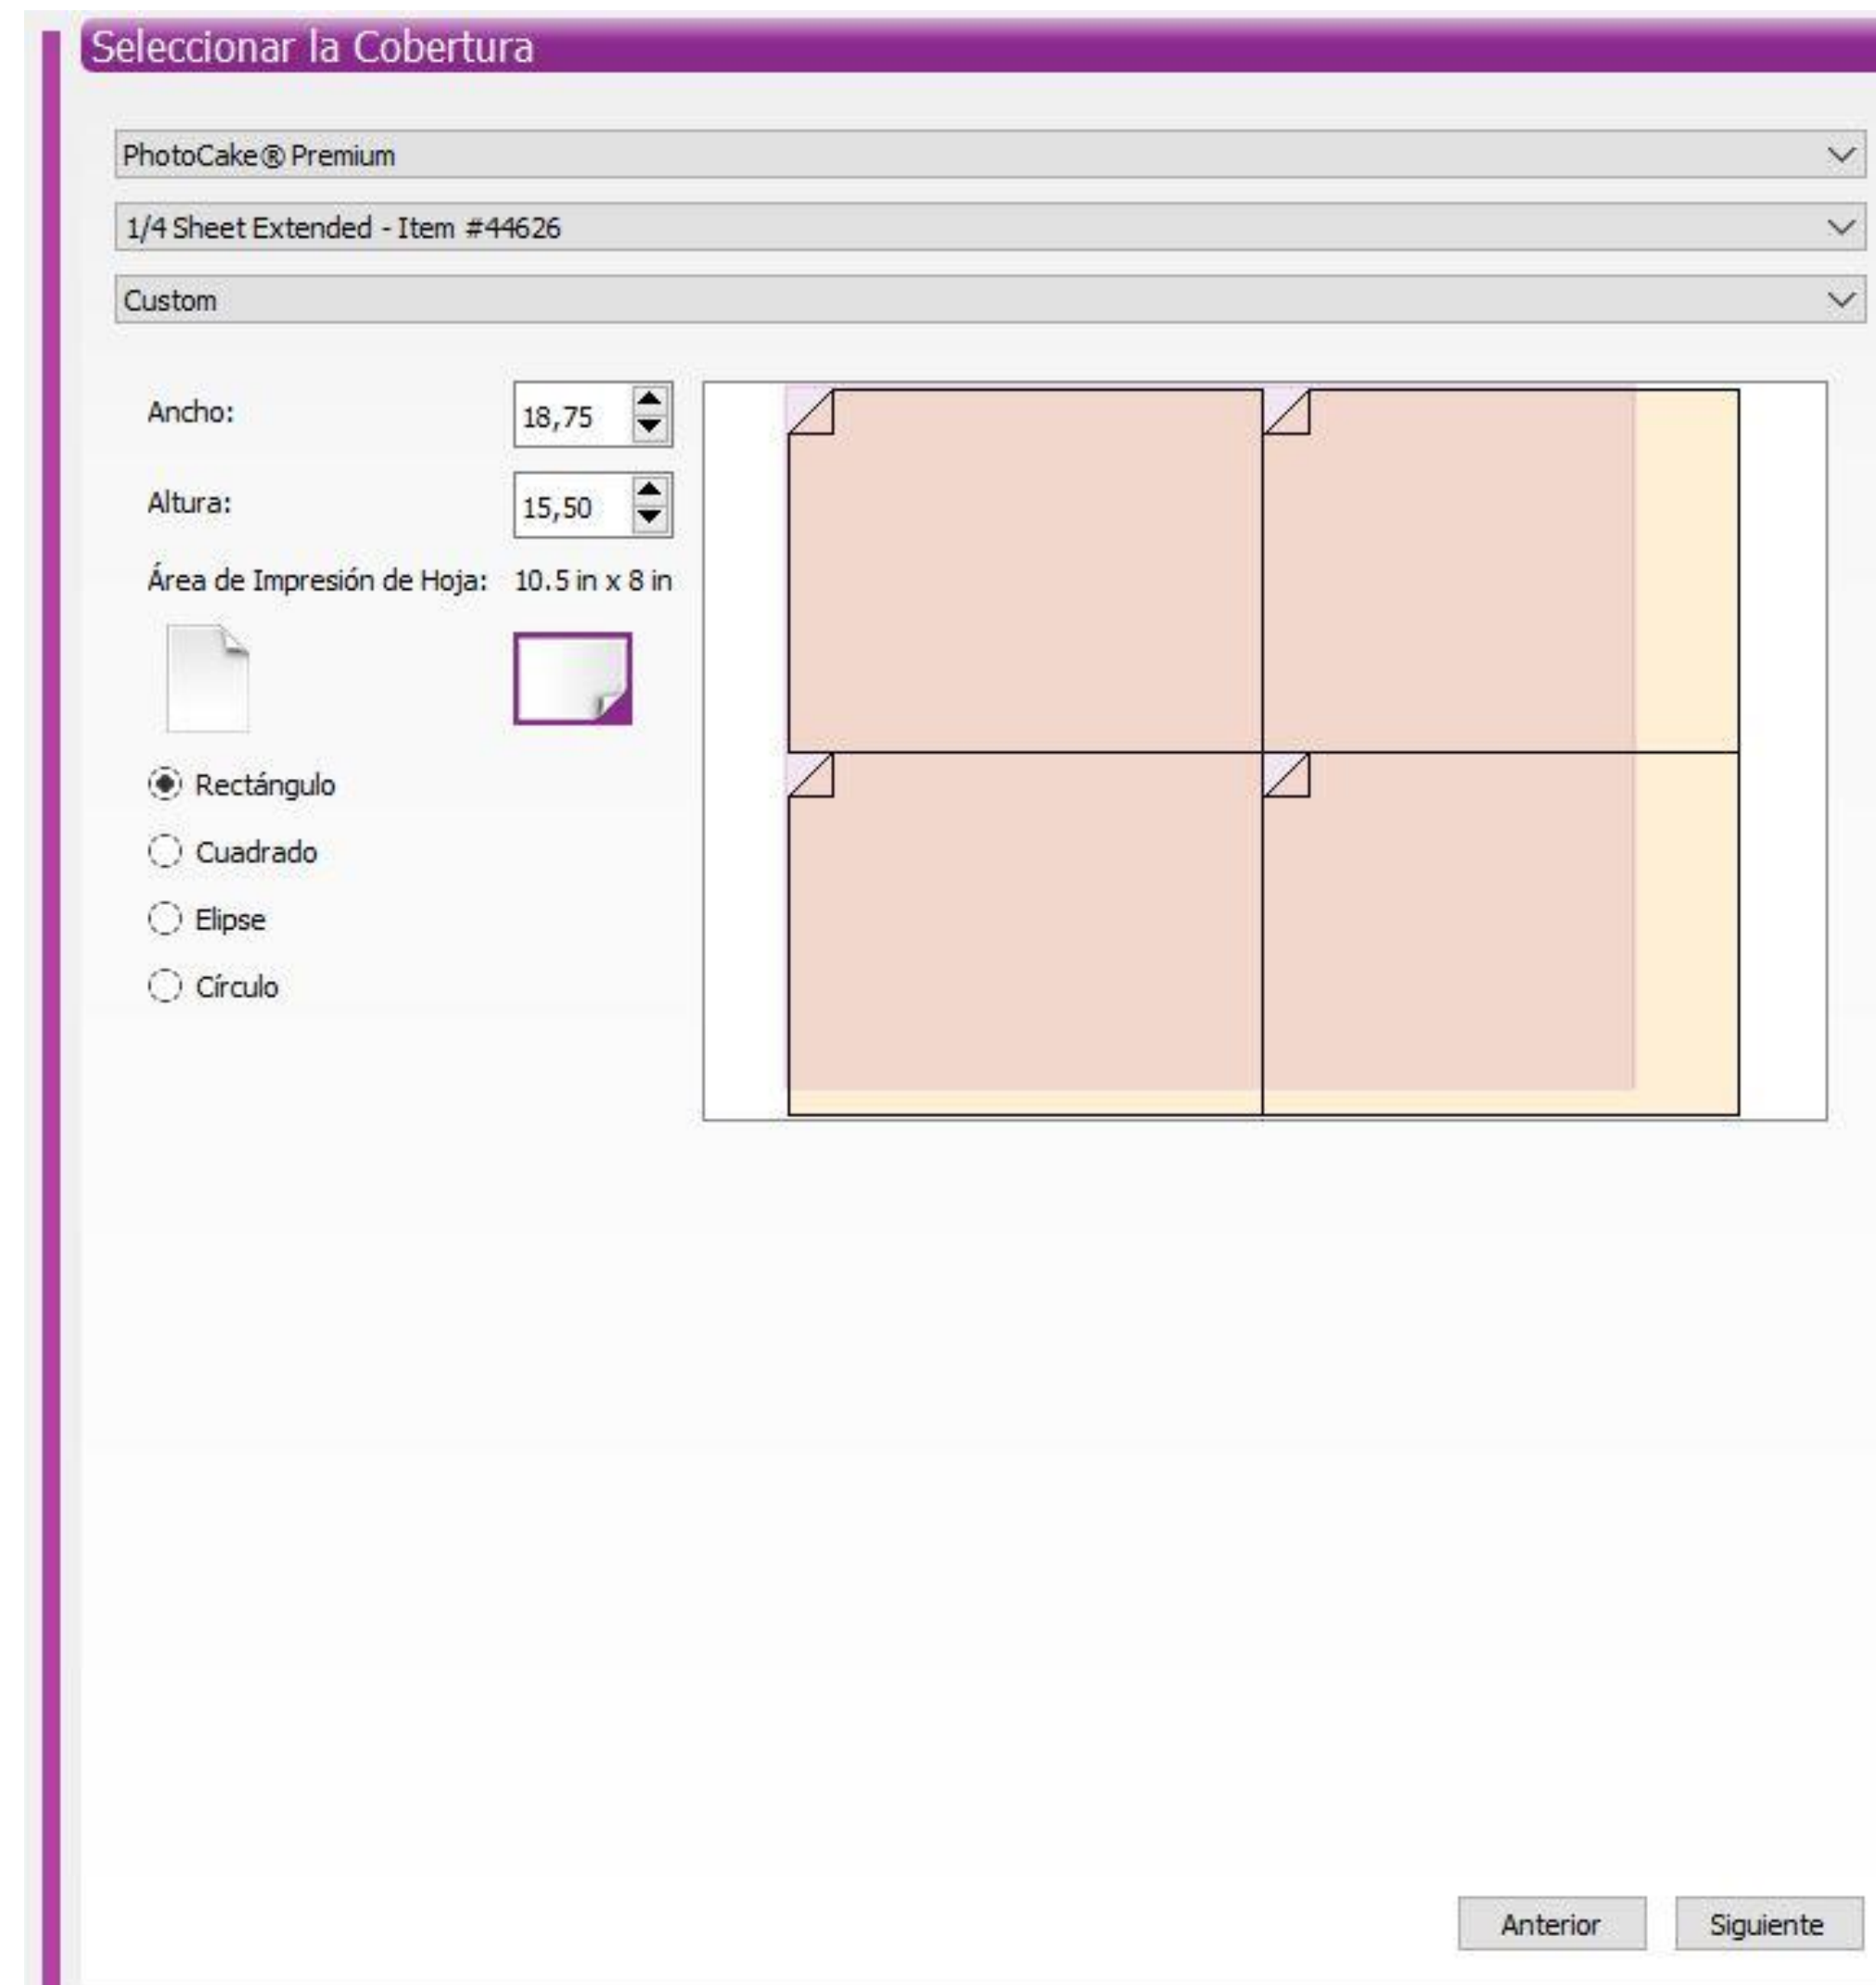 Seleccionar la Cobertura
PhotoCake® Premium
1/4 Sheet Extended - Item #44626
Custom
Ancho: 18,75
Altura: 15,50
Área de Impresión de Hoja: 10.5 in x 8 in
Rectángulo
Cuadrado
Elipse
Círculo
Anterior Siguiente